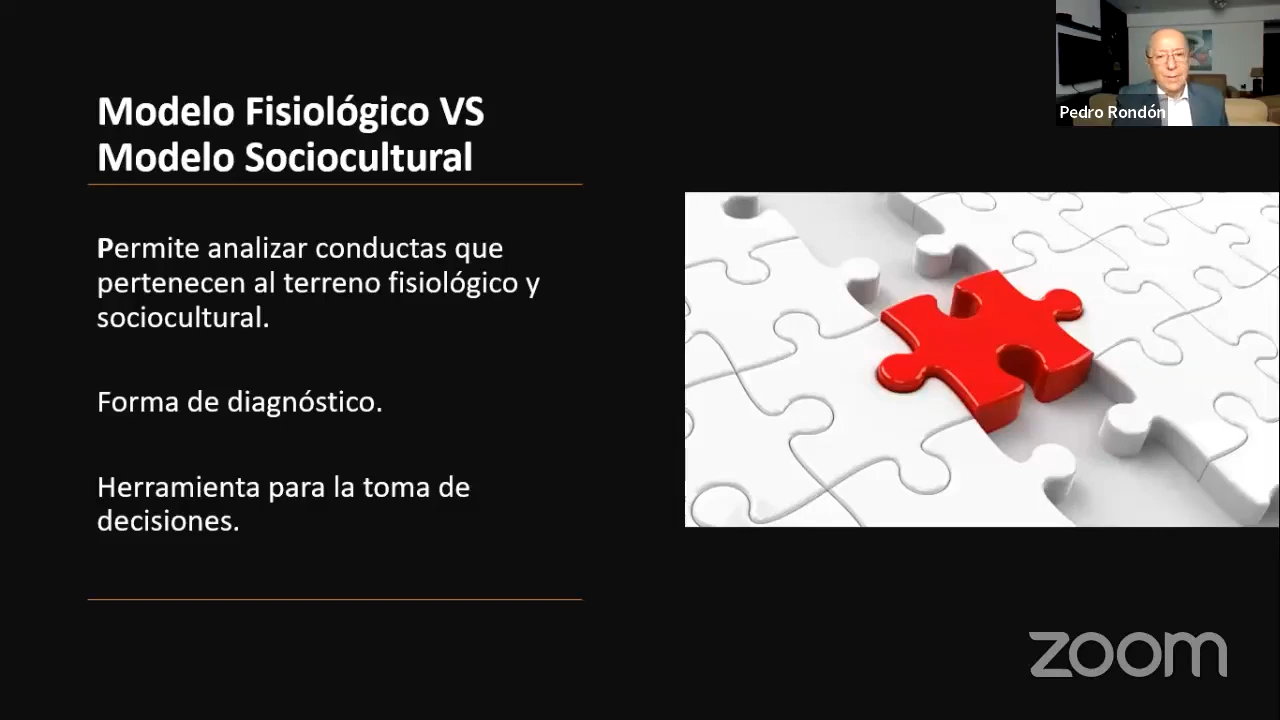 Modelo Fisiológico VS
Modelo Sociocultural
Permite analizar conductas que
pertenecen al terreno fisiológico y
sociocultural.
Forma de diagnóstico.
Herramienta para la toma de
decisiones.
Pedro Rondón
zoom